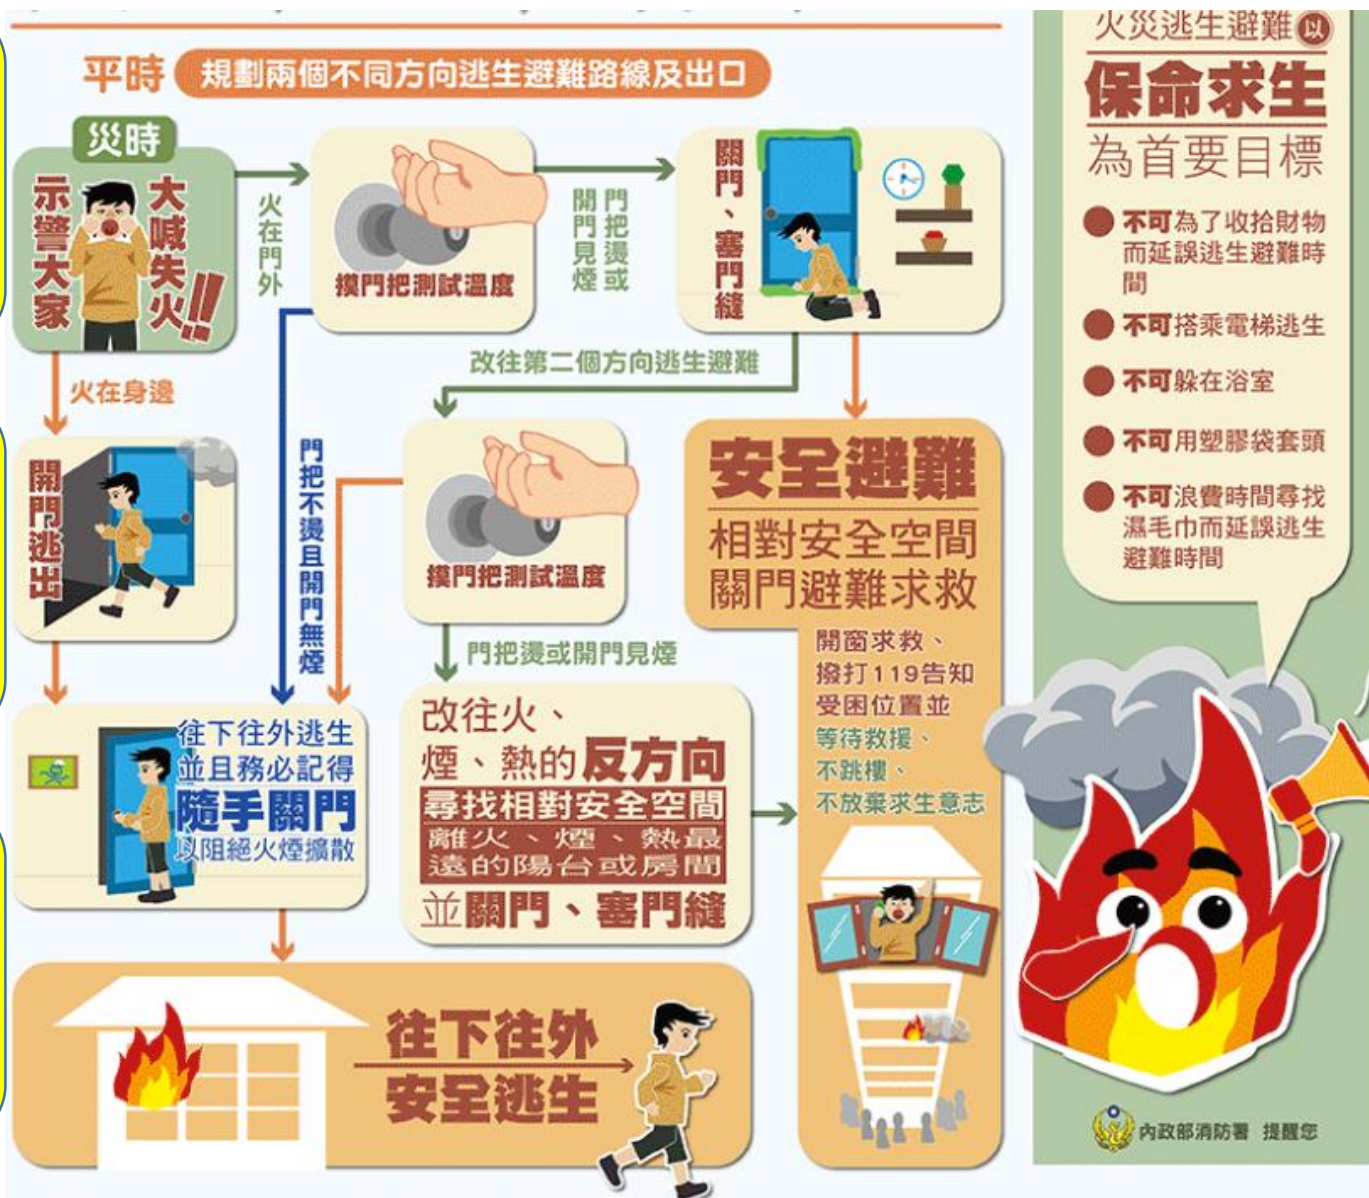 平時 規劃兩個不同方向逃生避難路線及出口
災時
大喊失火!!
示警大家
火在門外
摸門把測試溫度
門把燙或
開門見煙
關門、塞門縫
火在身邊
開門逃出
門把不燙且開門無煙
改往第二個方向逃生避難
摸門把測試溫度
門把燙或開門見煙
安全避難
相對安全空間
關門避難求救
開窗求救、
撥打119告知
受困位置並
等待救援、
不跳樓、
不放棄求生意志
往下往外逃生
並且務必記得
隨手關門
以阻絕火煙擴散
改往火、
煙、熱的反方向
尋找相對安全空間
離火、煙、熱最
遠的陽台或房間
並關門、塞門縫
往下往外
安全逃生
火災逃生避難以
保命求生
為首要目標
不可為了收拾財物
而延誤逃生避難時
間
不可搭乘電梯逃生
不可躲在浴室
不可用塑膠袋套頭
不可浪費時間尋找
濕毛巾而延誤逃生
避難時間
內政部消防署 提醒您